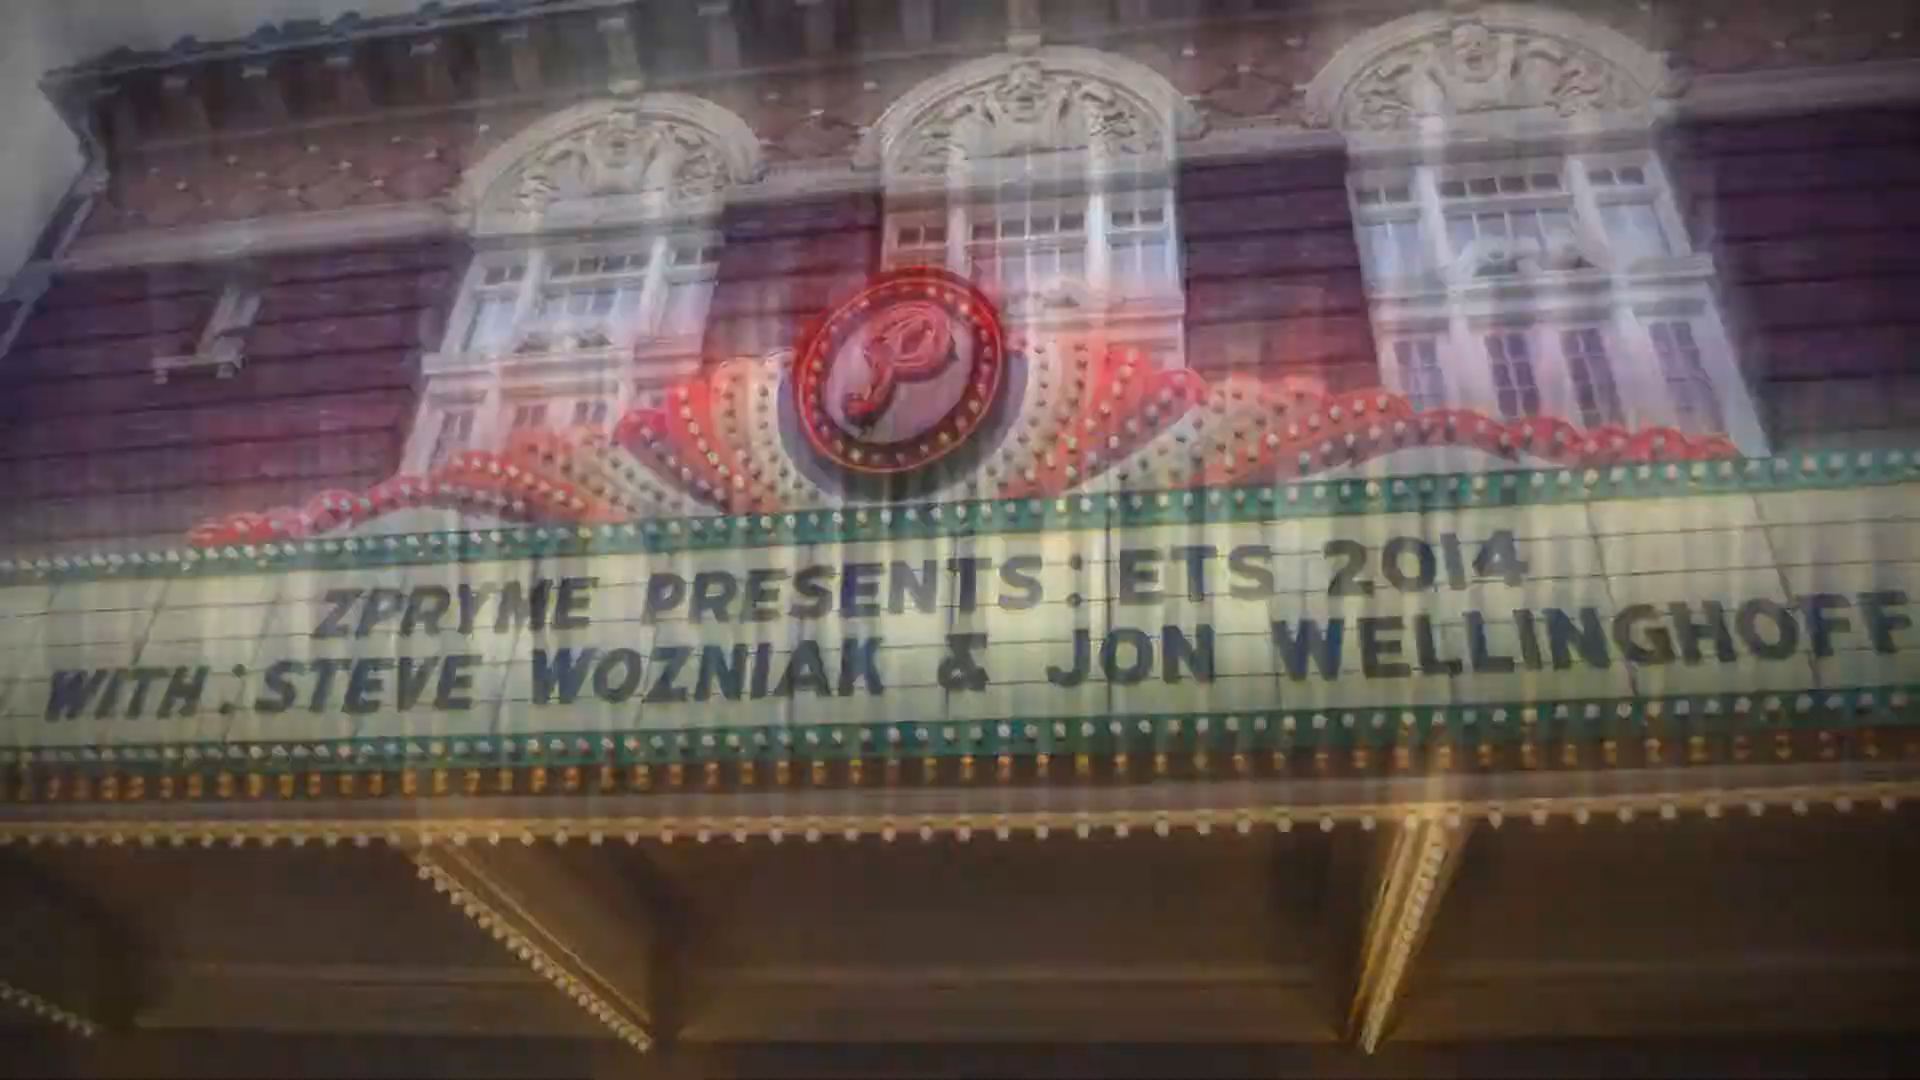 ZPRYME PRESENTS: ETS 2014
WITH: STEVE WOZNIAK & JON WELLINGHOFF